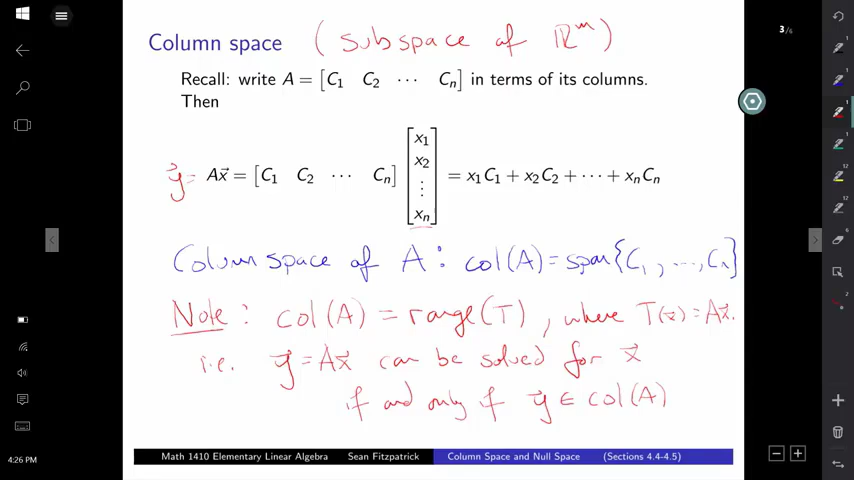 3/6
Column space (subspace of ℝᵐ)
Recall: write A = [C₁ C₂ ⋯ Cₙ] in terms of its columns.
Then
y⃗ = Ax⃗ = [C₁ C₂ ⋯ Cₙ] [x₁ x₂ ⋮ xₙ] = x₁C₁ + x₂C₂ + ⋯ + xₙCₙ
Column space of A: col(A) = span{C₁, ..., Cₙ}
Note: col(A) = range(T), where T(x⃗) = Ax⃗.
i.e. y⃗ = Ax⃗ can be solved for x⃗
if and only if y⃗ ∈ col(A)
4:26 PM
Math 1410 Elementary Linear Algebra Sean Fitzpatrick Column Space and Null Space (Sections 4.4-4.5)